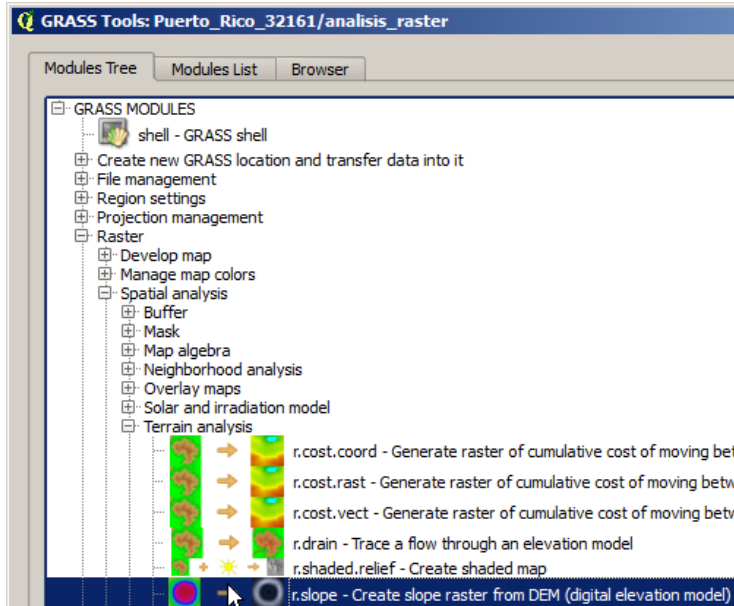 GRASS Tools: Puerto_Rico_32161/analisis_raster
Modules Tree Modules List Browser
GRASS MODULES
shell - GRASS shell
Create new GRASS location and transfer data into it
File management
Region settings
Projection management
Raster
Develop map
Manage map colors
Spatial analysis
Buffer
Mask
Map algebra
Neighborhood analysis
Overlay maps
Solar and irradiation model
Terrain analysis
r.cost.coord - Generate raster of cumulative cost of moving bet
r.cost.rast - Generate raster of cumulative cost of moving betw
r.cost.vect - Generate raster of cumulative cost of moving betw
r.drain - Trace a flow through an elevation model
r.shaded.relief - Create shaded map
r.slope - Create slope raster from DEM (digital elevation model)